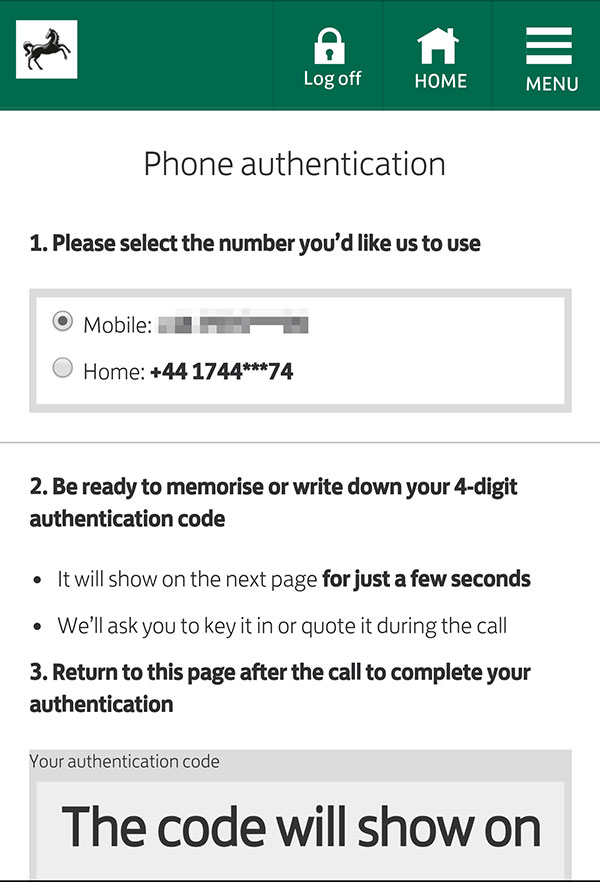 Log off
HOME
MENU
Phone authentication
1. Please select the number you’d like us to use
Mobile:
Home: +44 1744***74
2. Be ready to memorise or write down your 4-digit
authentication code
• It will show on the next page for just a few seconds
• We’ll ask you to key it in or quote it during the call
3. Return to this page after the call to complete your
authentication
Your authentication code
The code will show on